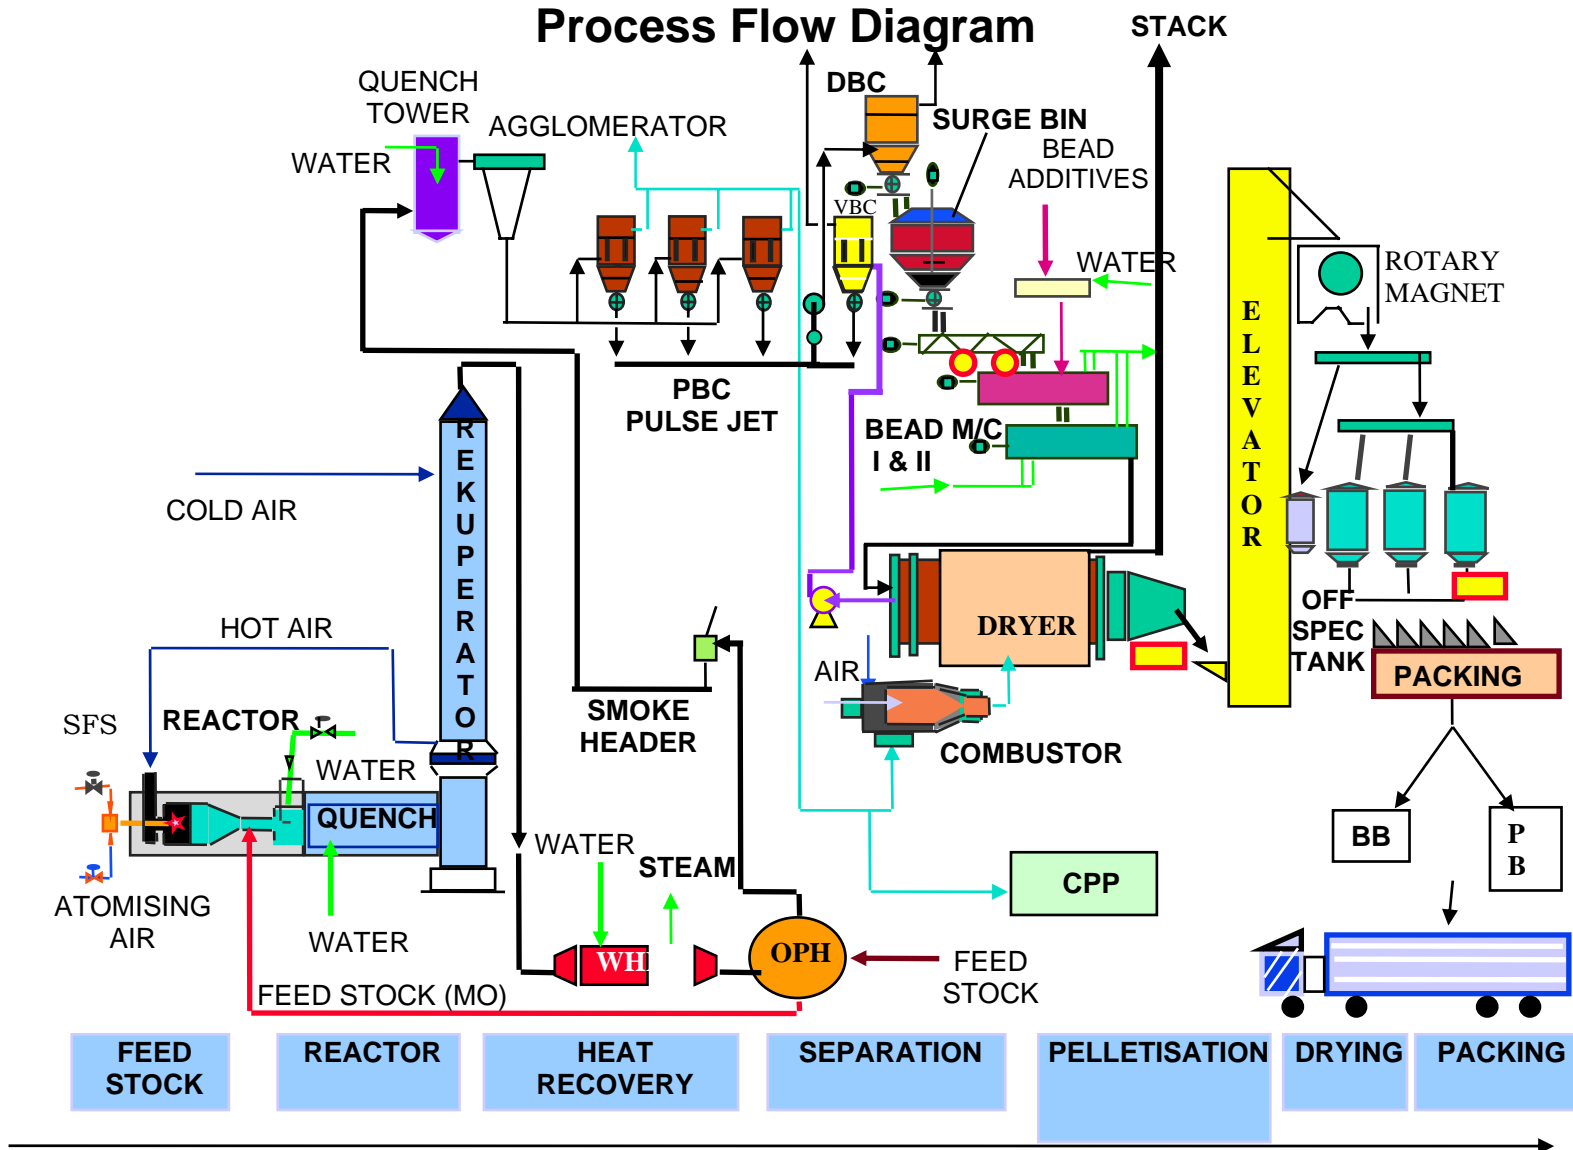 Process Flow Diagram
STACK
QUENCH
TOWER
DBC
AGGLOMERATOR
SURGE BIN
WATER
BEAD
ADDITIVES
VBC
WATER
ROTARY
MAGNET
ELEVATOR
PBC
PULSE JET
BEAD M/C
I & II
REKUPERATOR
COLD AIR
HOT AIR
DRYER
OFF
SPEC
TANK
PACKING
AIR
SFS
REACTOR
SMOKE
HEADER
COMBUSTOR
WATER
QUENCH
WATER
STEAM
BB
P
B
CPP
ATOMISING
AIR
WATER
WH
OPH
FEED
STOCK
FEED STOCK (MO)
FEED
STOCK
REACTOR
HEAT
RECOVERY
SEPARATION
PELLETISATION
DRYING
PACKING